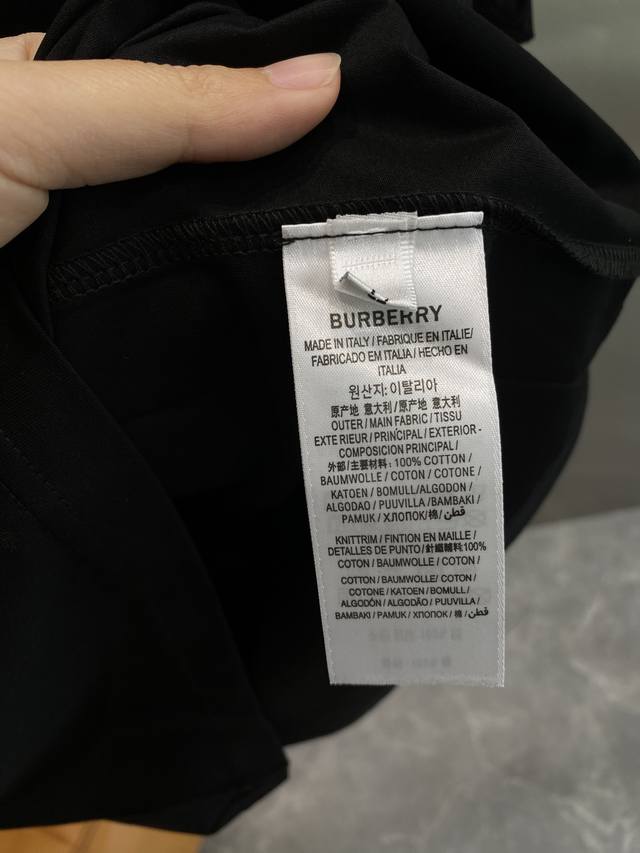 BURBERRY
MADE IN ITALY / FABRIQUE EN ITALIE/
FABRICADO EM ITALIA / HECHO EN
ITALIA
원산지: 이탈리아
原产地 意大利 / 原产地 意大利
OUTER / MAIN FABRIC / TISSU
EXTE RIEUR / PRINCIPAL / EXTERIOR-
COMPOSICION PRINCIPAL /
外部/主要材料: 100% COTTON /
BAUMWOLLE / COTON / COTONE /
KATOEN / BOMULL/ALGODON /
ALGODAO / PUUVILLA / BAMBAKI /
PAMUK / ХЛОПОК/棉/قطن
KNITTRIM / FINTION EN MAILLE /
DETALLES DE PUNTO/針織輔料:100%
COTON / BAUMWOLLE / COTON /
COTTON / BAUMWOLLE/ COTON /
COTONE / KATOEN / BOMULL /
ALGODÓN / ALGODÃO / PUUVILLA /
BAMBAKI / PAMUK / ХЛОПОК / 棉 /قطن